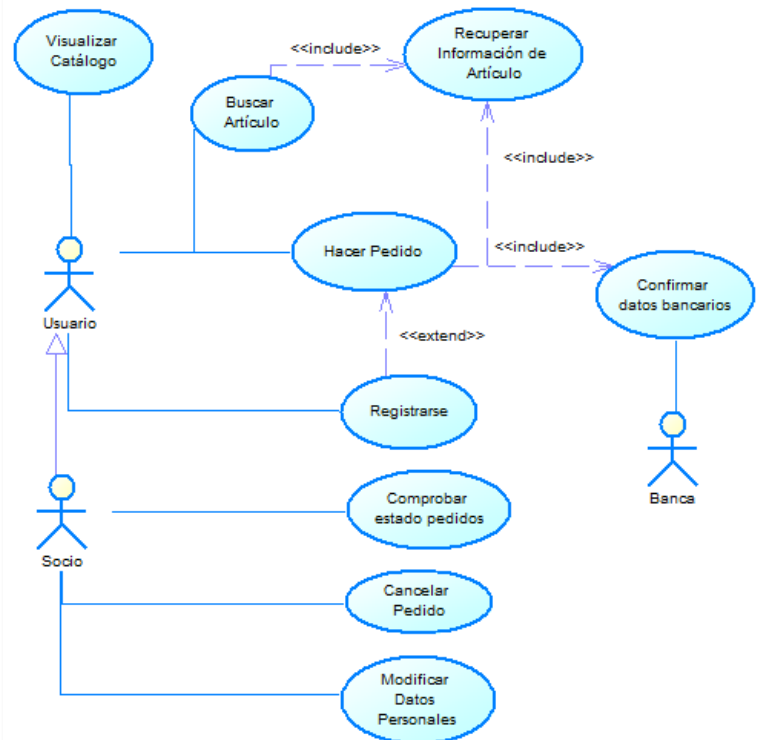 Visualizar
Catálogo
Recuperar
Información de
Artículo
<<include>>
Buscar
Artículo
<<include>>
Hacer Pedido
<<include>>
Confirmar
datos bancarios
Usuario
<<extend>>
Registrarse
Banca
Comprobar
estado pedidos
Socio
Cancelar
Pedido
Modificar
Datos
Personales